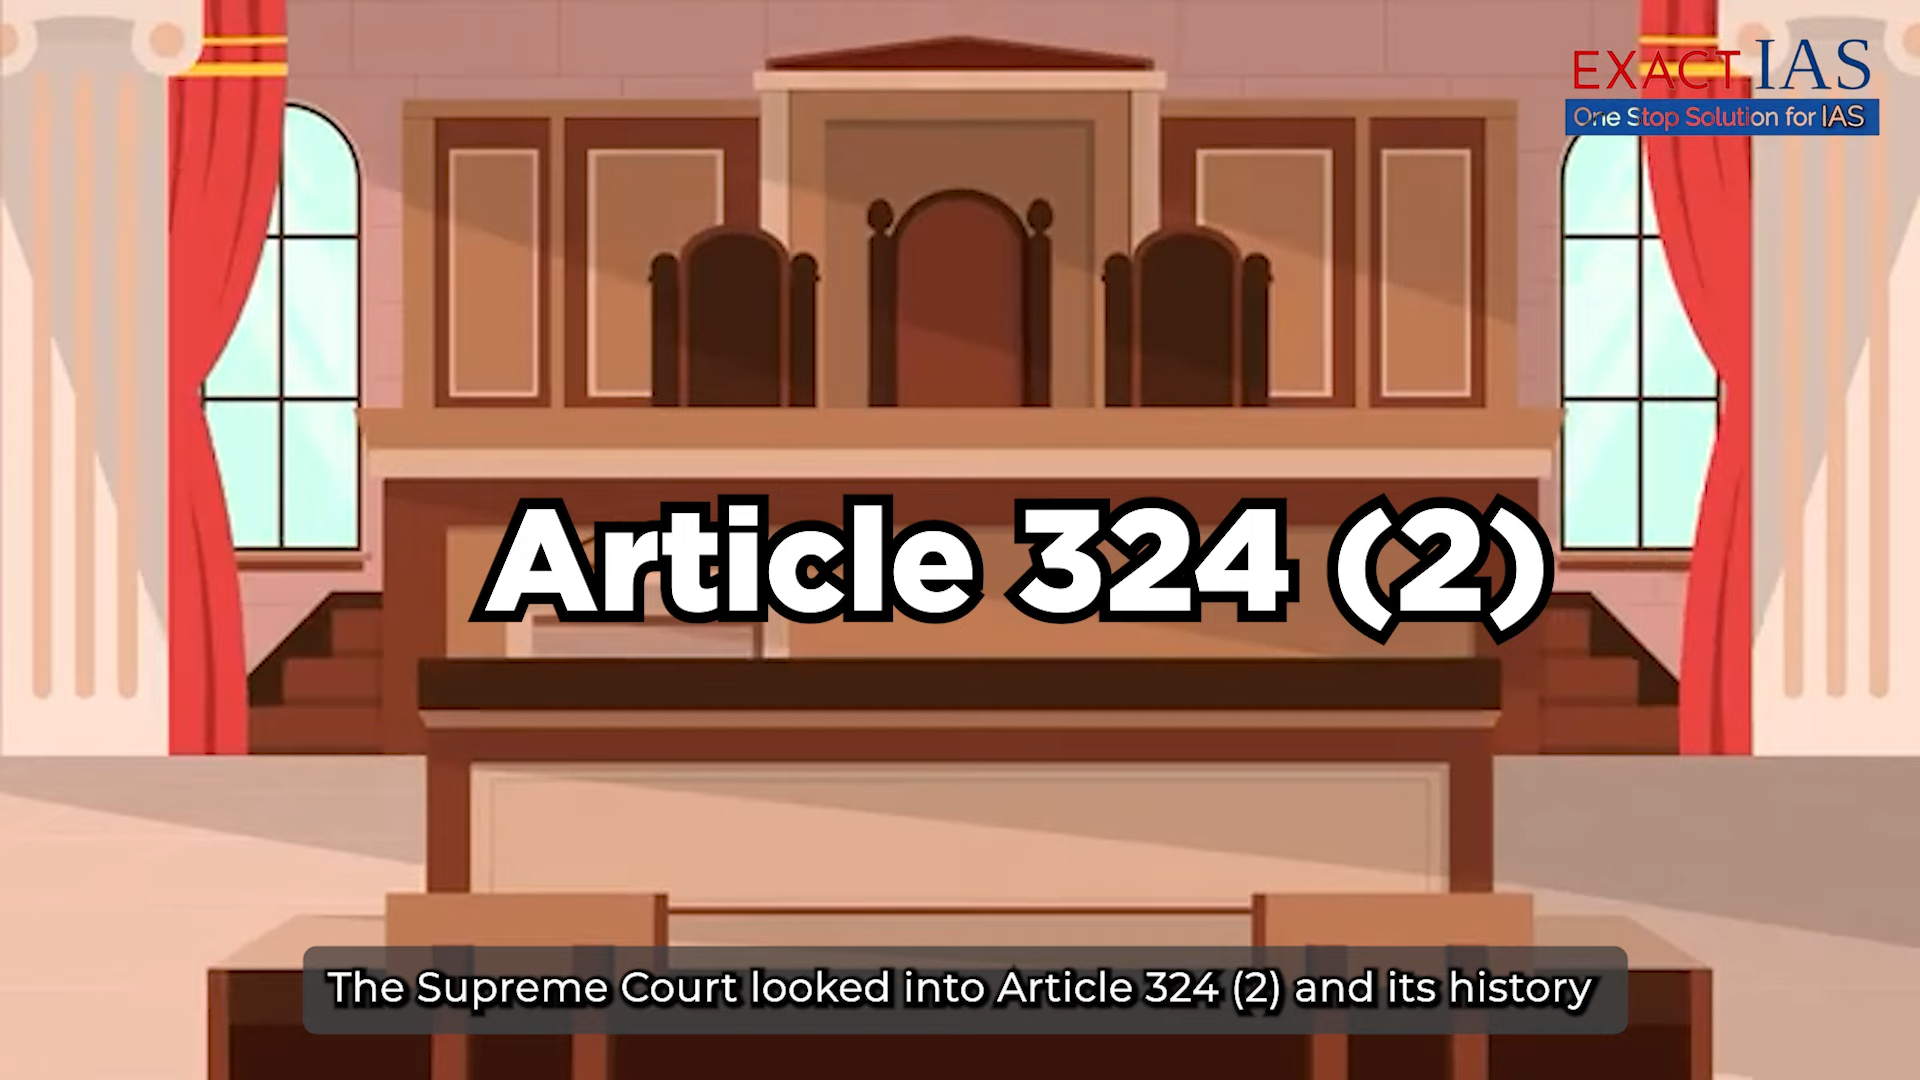 EXACT IAS
One Stop Solution for IAS
Article 324 (2)
The Supreme Court looked into Article 324 (2) and its history